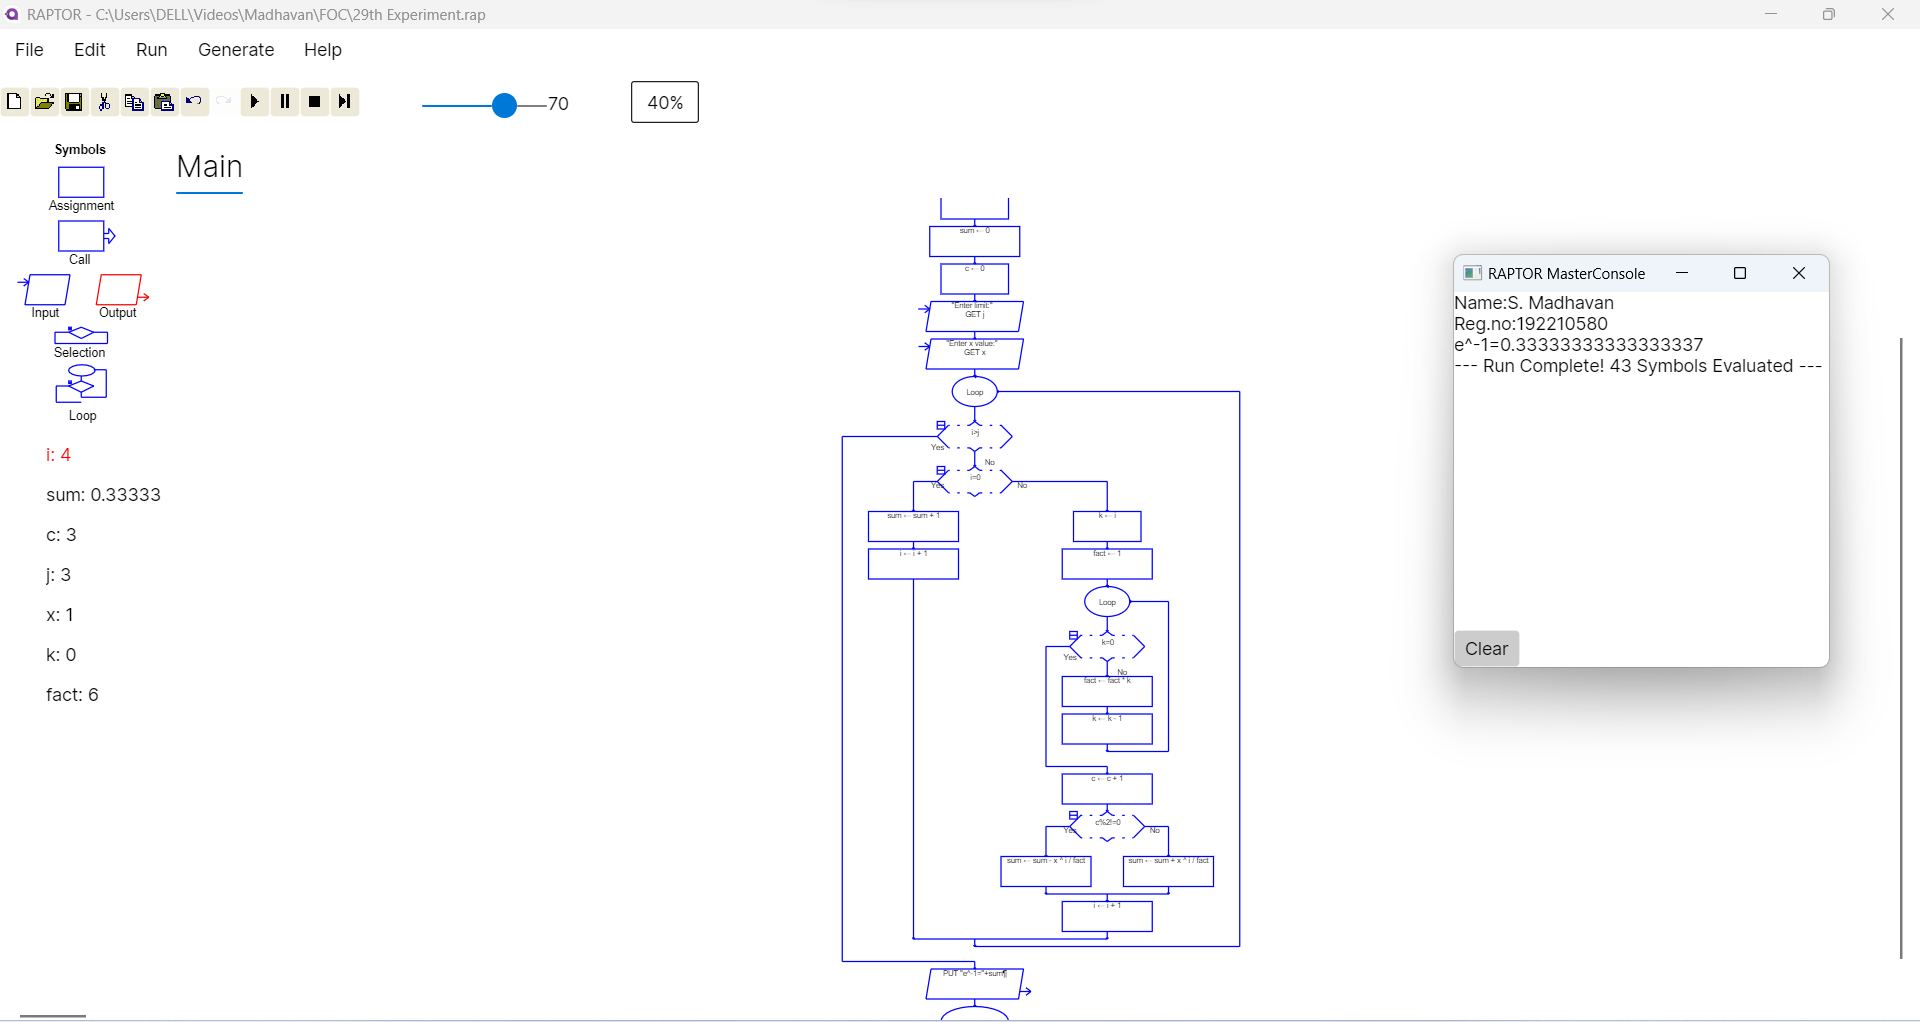 RAPTOR - C:\Users\DELL\Videos\Madhavan\FOC\29th Experiment.rap
File Edit Run Generate Help
70
40%
Symbols
Assignment
Call
Input Output
Selection
Loop
i: 4
sum: 0.33333
c: 3
j: 3
x: 1
k: 0
fact: 6
Main
sum ← 0
c ← 0
"Enter limit:"
GET j
"Enter x value:"
GET x
Loop
i>j
Yes
No
i=0
Yes No
sum ← sum + 1
i ← i + 1
k ← i
fact ← 1
Loop
k=0
Yes
No
fact ← fact * k
k ← k - 1
c ← c + 1
c%2!=0
Yes No
sum ← sum - x ^ i / fact
sum ← sum + x ^ i / fact
i ← i + 1
PUT "e^-1="+sum¶
RAPTOR MasterConsole
Name:S. Madhavan
Reg.no:192210580
e^-1=0.33333333333333337
--- Run Complete! 43 Symbols Evaluated ---
Clear